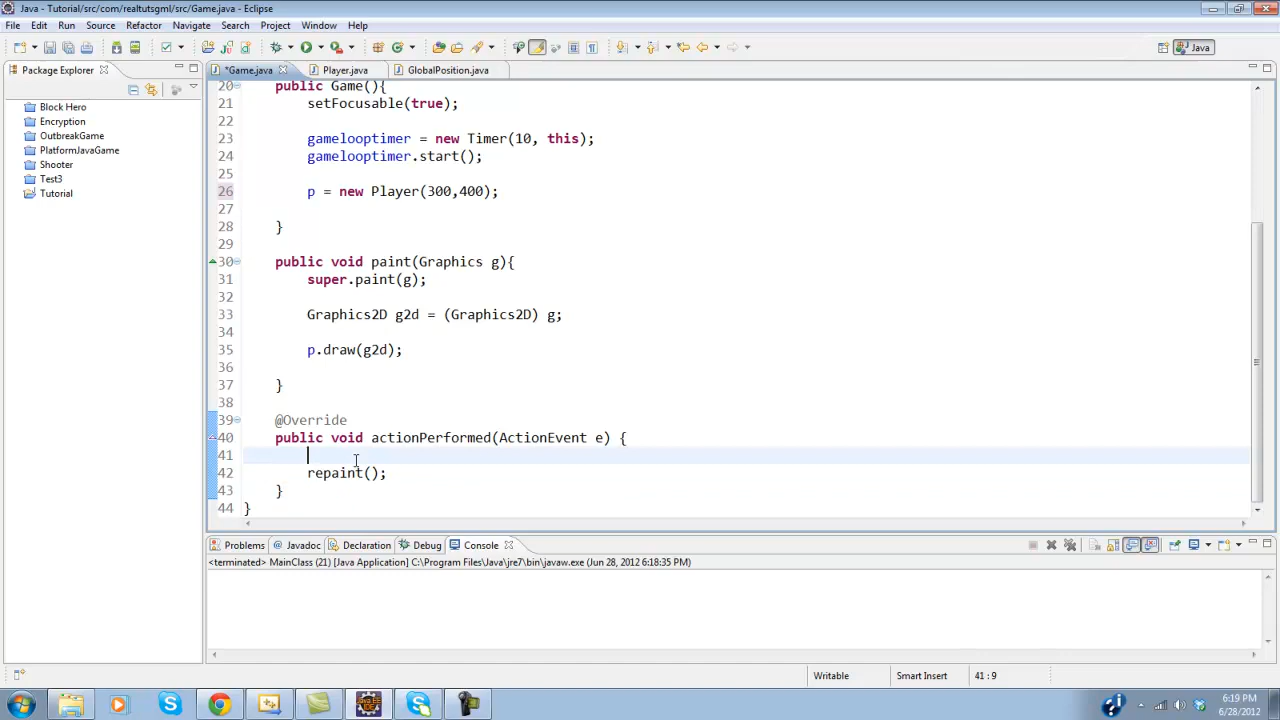 Java - Tutorial/src/com/realtutsgml/src/Game.java - Eclipse
File Edit Run Source Refactor Navigate Search Project Window Help
Java
Package Explorer
*Game.java Player.java GlobalPosition.java
Block Hero
Encryption
OutbreakGame
PlatformJavaGame
Shooter
Test3
Tutorial
20 public Game(){
21 setFocusable(true);
22
23 gamelooptimer = new Timer(10, this);
24 gamelooptimer.start();
25
26 p = new Player(300,400);
27
28 }
29
30 public void paint(Graphics g){
31 super.paint(g);
32
33 Graphics2D g2d = (Graphics2D) g;
34
35 p.draw(g2d);
36
37 }
38
39 @Override
40 public void actionPerformed(ActionEvent e) {
41
42 repaint();
43 }
44 }
Problems Javadoc Declaration Debug Console
<terminated> MainClass (21) [Java Application] C:\Program Files\Java\jre7\bin\javaw.exe (Jun 28, 2012 6:18:35 PM)
Writable Smart Insert 41 : 9
6:19 PM
6/28/2012